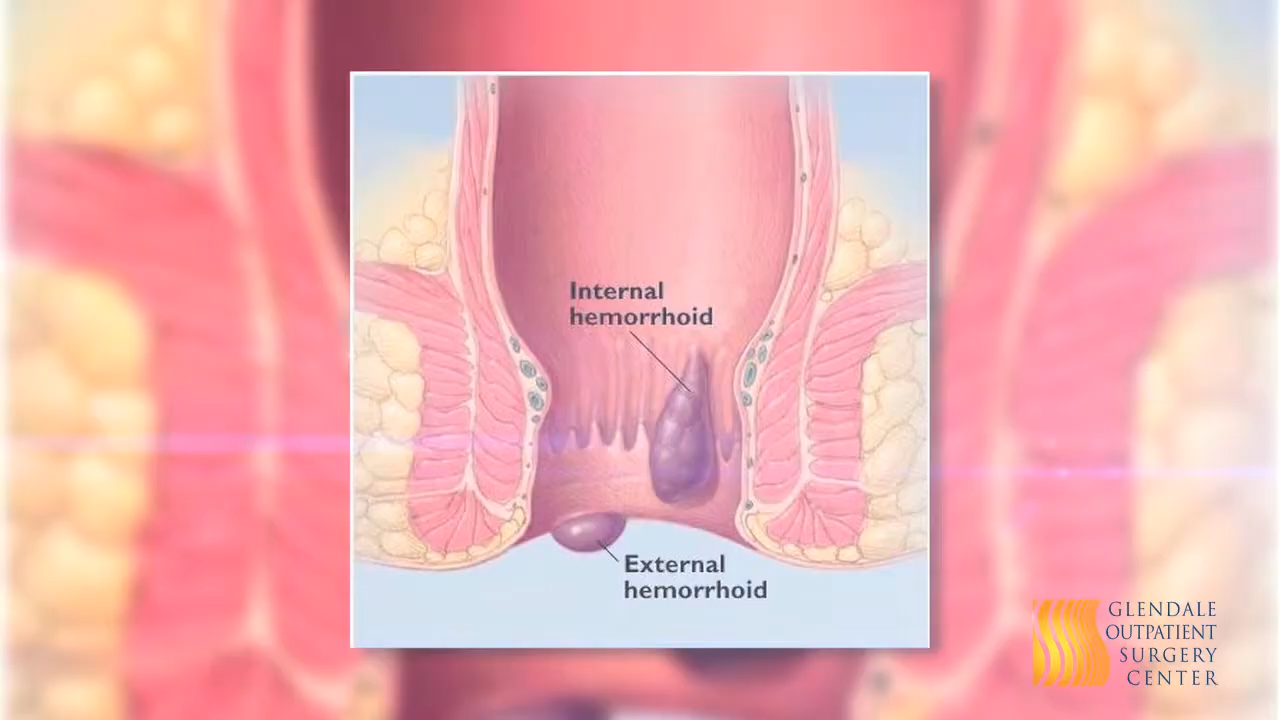 Internal
hemorrhoid
External
hemorrhoid
GLENDALE
OUTPATIENT
SURGERY
CENTER